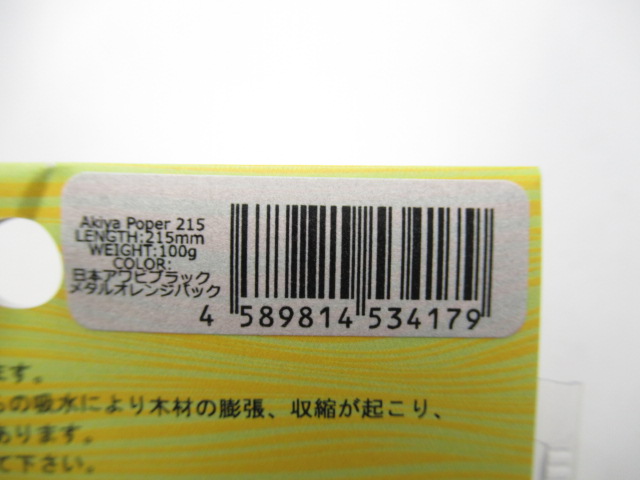 Akiya Poper 215
LENGTH:215mm
WEIGHT:100g
COLOR:
日本アワビブラック
メタルオレンジバック
4 589814 534179
ます。
の吸水により木材の膨張、収縮が起こり、
あります。
て下さい。